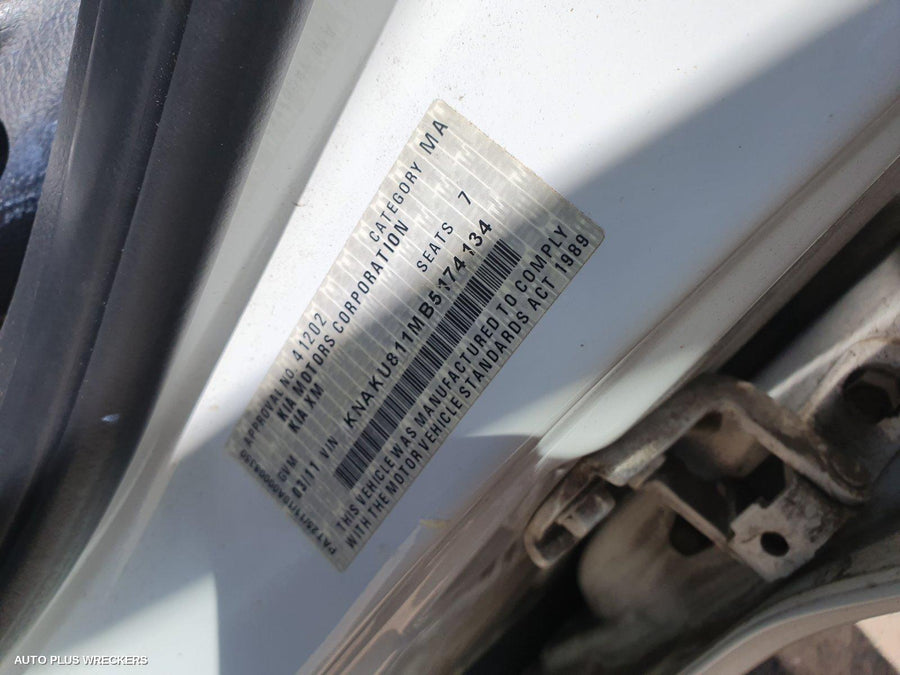 APPROVAL NO. 41202 CATEGORY MA
KIA MOTORS CORPORATION
KIA XM SEATS 7
GVM
03/11 VIN KNAKU811MB5174134
THIS VEHICLE WAS MANUFACTURED TO COMPLY
WITH THE MOTOR VEHICLE STANDARDS ACT 1989
AUTO PLUS WRECKERS